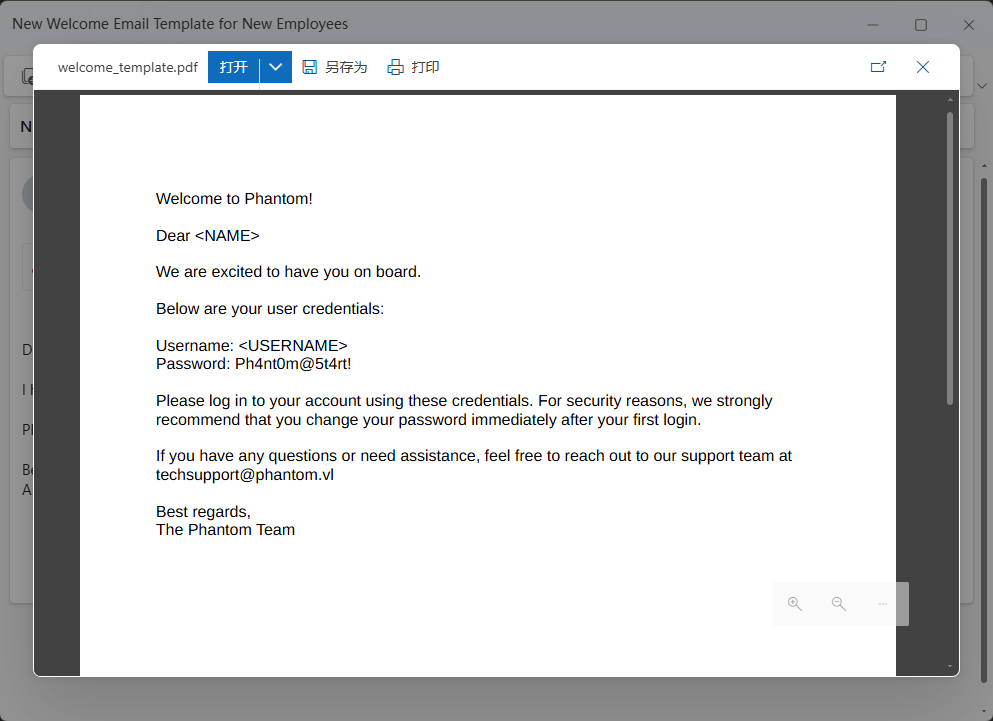 New Welcome Email Template for New Employees
welcome_template.pdf
打开
另存为
打印
Welcome to Phantom!
Dear <NAME>
We are excited to have you on board.
Below are your user credentials:
Username: <USERNAME>
Password: Ph4nt0m@5t4rt!
Please log in to your account using these credentials. For security reasons, we strongly
recommend that you change your password immediately after your first login.
If you have any questions or need assistance, feel free to reach out to our support team at
techsupport@phantom.vl
Best regards,
The Phantom Team